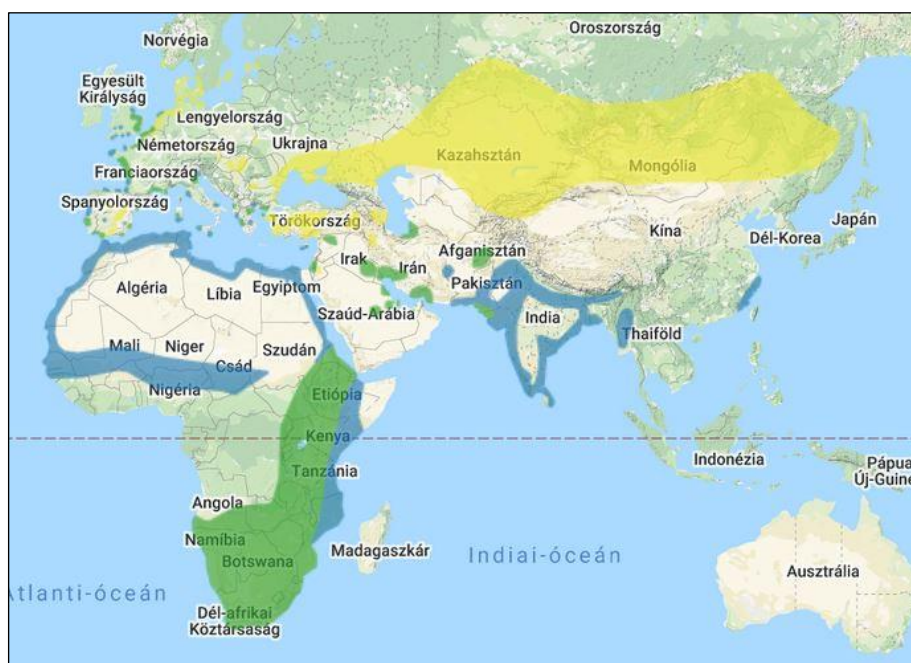 Oroszország
Norvégia
Egyesült
Királyság
Lengyelország
Németország
Ukrajna
Franciaország
Kazahsztán
Mongólia
Spanyolország
Törökország
Japán
Kína
Dél-Korea
Afganisztán
Irak
Irán
Algéria
Líbia
Egyiptom
Pakisztán
Szaúd-Arábia
India
Thaiföld
Mali
Niger
Szudán
Csád
Nigéria
Etiópia
Kenya
Indonézia
Pápua
Új-Guine
Tanzánia
Angola
Namíbia
Madagaszkár
Indiai-óceán
Botswana
Ausztrália
Atlanti-óceán
Dél-afrikai
Köztársaság